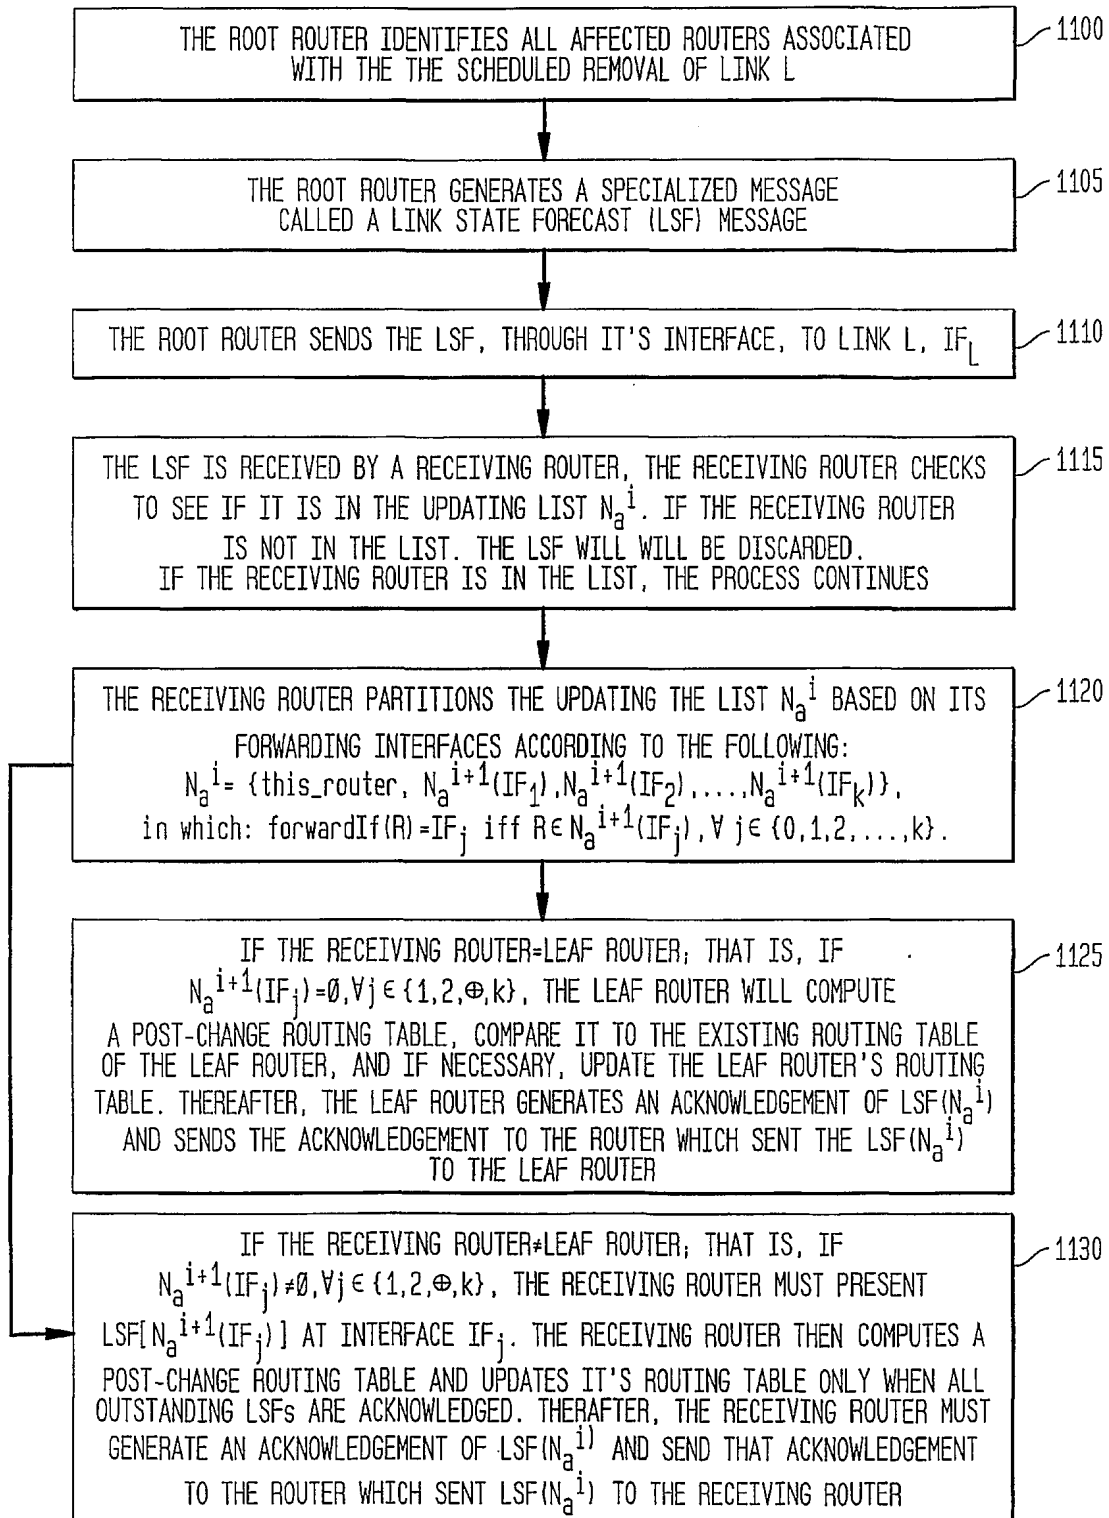 THE ROOT ROUTER IDENTIFIES ALL AFFECTED ROUTERS ASSOCIATED
WITH THE THE SCHEDULED REMOVAL OF LINK L
1100
THE ROOT ROUTER GENERATES A SPECIALIZED MESSAGE
CALLED A LINK STATE FORECAST (LSF) MESSAGE
1105
THE ROOT ROUTER SENDS THE LSF, THROUGH IT'S INTERFACE, TO LINK L, IF_L
1110
THE LSF IS RECEIVED BY A RECEIVING ROUTER, THE RECEIVING ROUTER CHECKS
TO SEE IF IT IS IN THE UPDATING LIST N_a^i. IF THE RECEIVING ROUTER
IS NOT IN THE LIST. THE LSF WILL WILL BE DISCARDED.
IF THE RECEIVING ROUTER IS IN THE LIST, THE PROCESS CONTINUES
1115
THE RECEIVING ROUTER PARTITIONS THE UPDATING THE LIST N_a^i BASED ON ITS
FORWARDING INTERFACES ACCORDING TO THE FOLLOWING:
N_a^i= {this_router, N_a^{i+1}(IF_1),N_a^{i+1}(IF_2),....,N_a^{i+1}(IF_k)},
in which: forwardIf(R)=IF_j iff R∈N_a^{i+1}(IF_j),∀ j∈{0,1,2,...,k}.
1120
IF THE RECEIVING ROUTER=LEAF ROUTER; THAT IS, IF
N_a^{i+1}(IF_j)=∅,∀j∈{1,2,⊕,k}, THE LEAF ROUTER WILL COMPUTE
A POST-CHANGE ROUTING TABLE, COMPARE IT TO THE EXISTING ROUTING TABLE
OF THE LEAF ROUTER, AND IF NECESSARY, UPDATE THE LEAF ROUTER'S ROUTING
TABLE. THEREAFTER, THE LEAF ROUTER GENERATES AN ACKNOWLEDGEMENT OF LSF(N_a^i)
AND SENDS THE ACKNOWLEDGEMENT TO THE ROUTER WHICH SENT THE LSF(N_a^i)
TO THE LEAF ROUTER
1125
IF THE RECEIVING ROUTER≠LEAF ROUTER; THAT IS, IF
N_a^{i+1}(IF_j)≠∅,∀j∈{1,2,⊕,k}, THE RECEIVING ROUTER MUST PRESENT
LSF[N_a^{i+1}(IF_j)] AT INTERFACE IF_j. THE RECEIVING ROUTER THEN COMPUTES A
POST-CHANGE ROUTING TABLE AND UPDATES IT'S ROUTING TABLE ONLY WHEN ALL
OUTSTANDING LSFs ARE ACKNOWLEDGED. THERAFTER, THE RECEIVING ROUTER MUST
GENERATE AN ACKNOWLEDGEMENT OF LSF(N_a^i) AND SEND THAT ACKNOWLEDGEMENT
TO THE ROUTER WHICH SENT LSF(N_a^i) TO THE RECEIVING ROUTER
1130